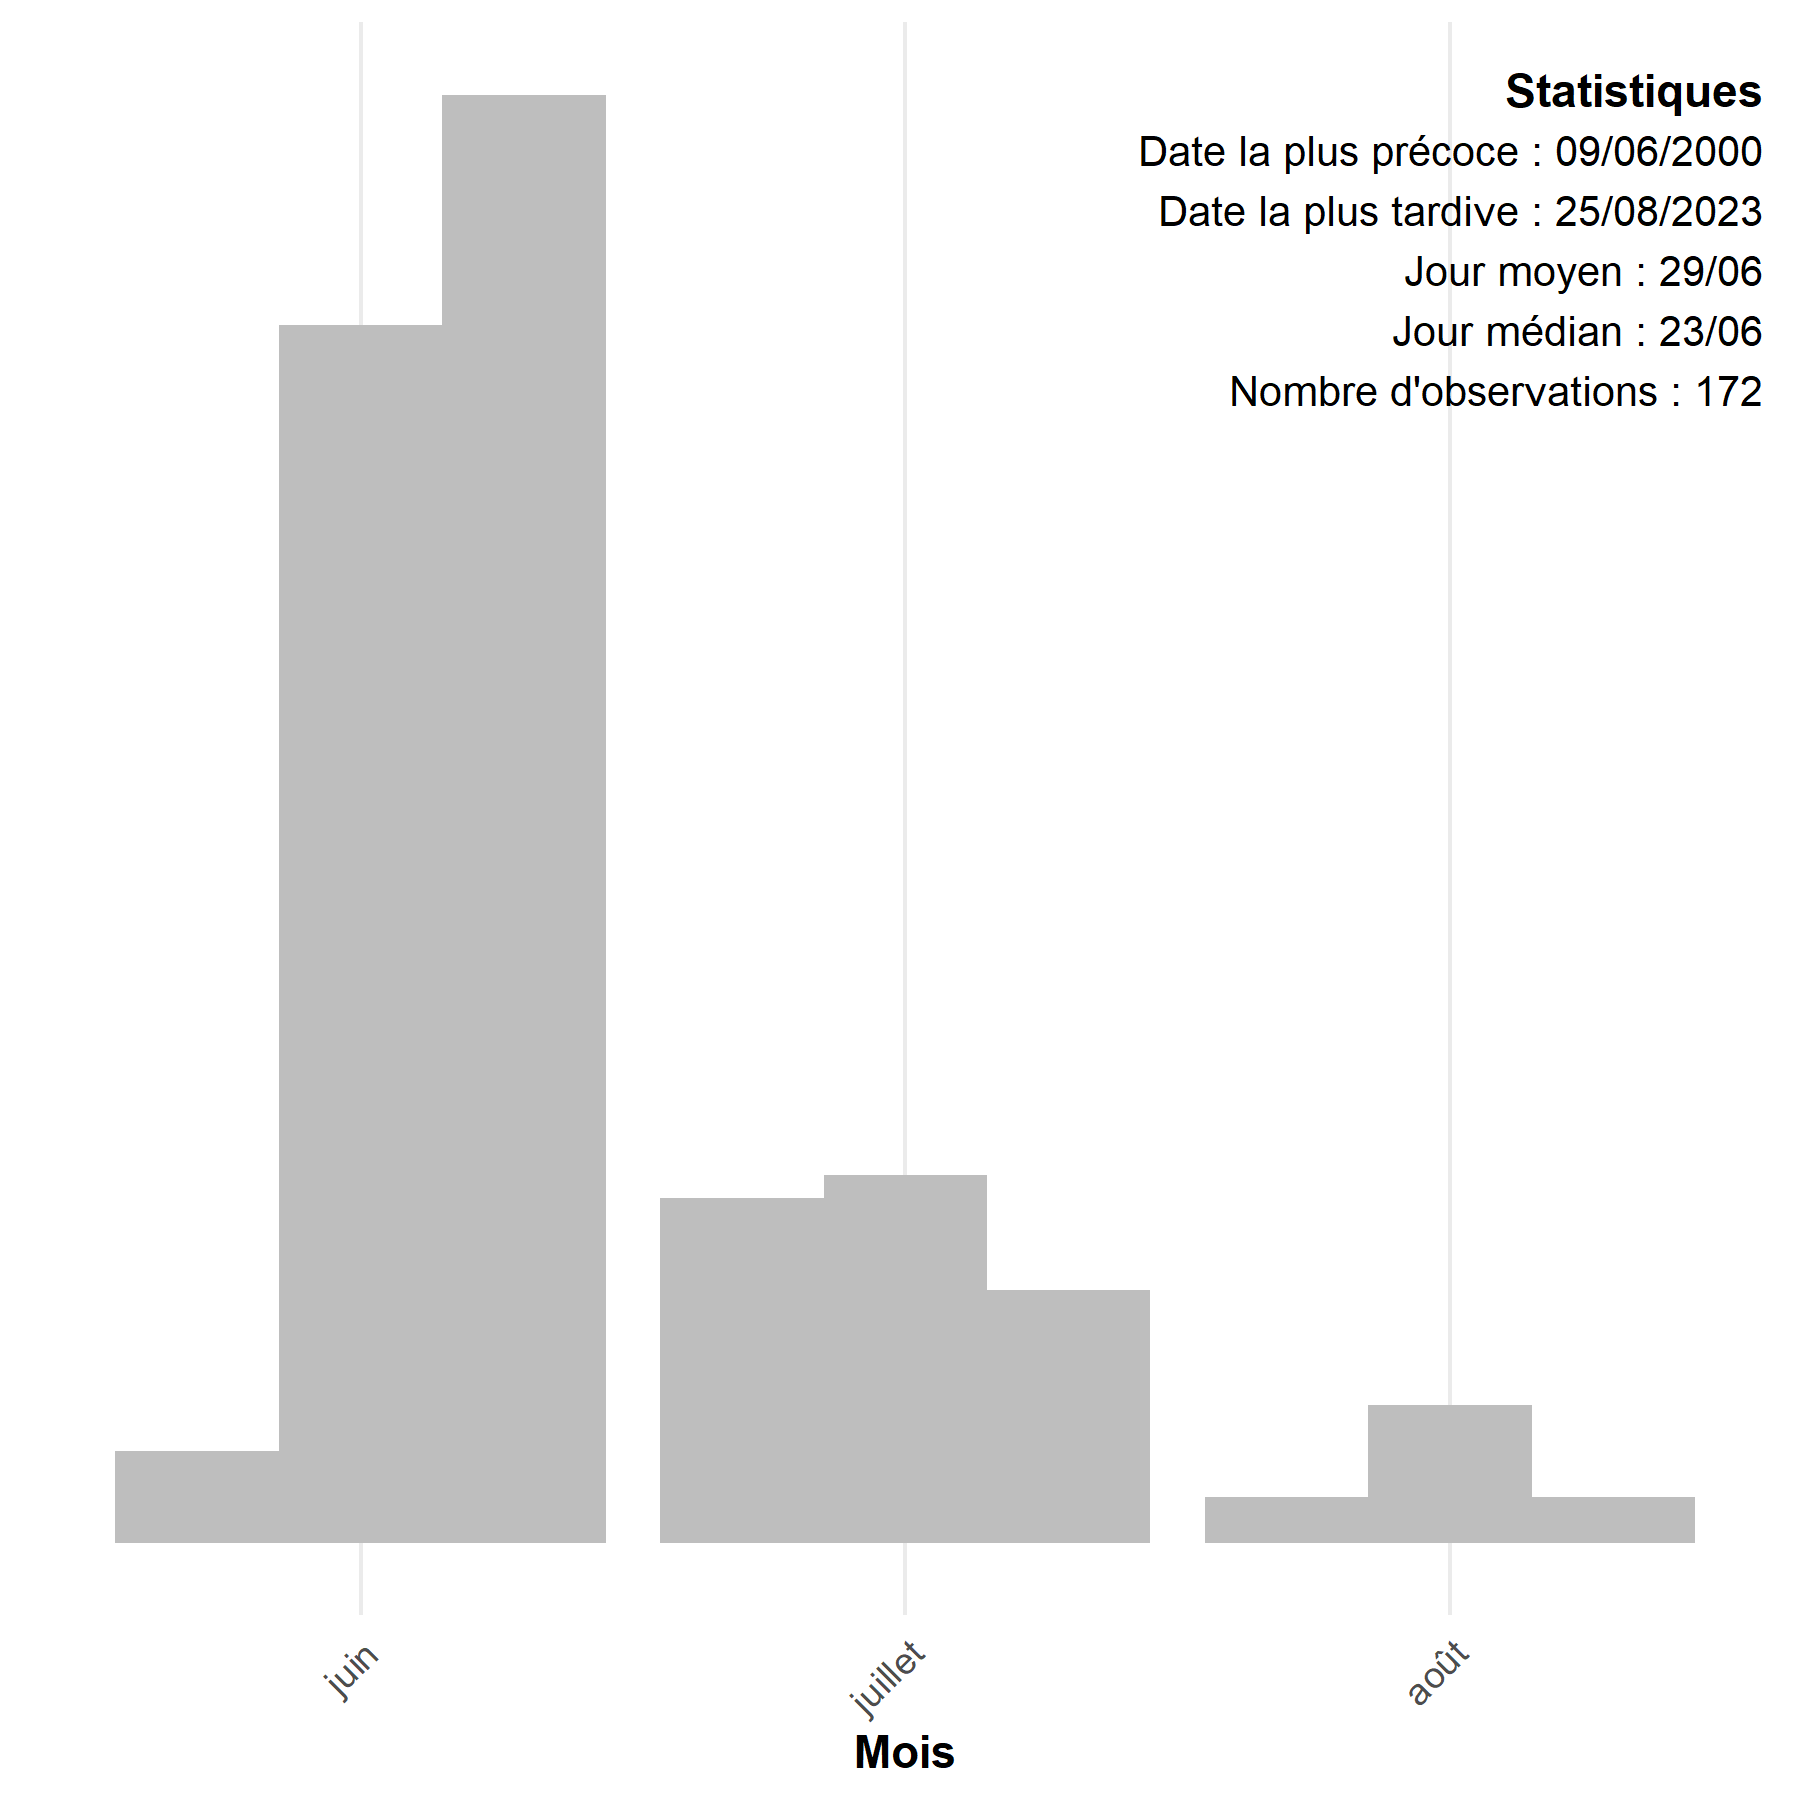 Statistiques
Date la plus précoce : 09/06/2000
Date la plus tardive : 25/08/2023
Jour moyen : 29/06
Jour médian : 23/06
Nombre d'observations : 172
juin
juillet
août
Mois